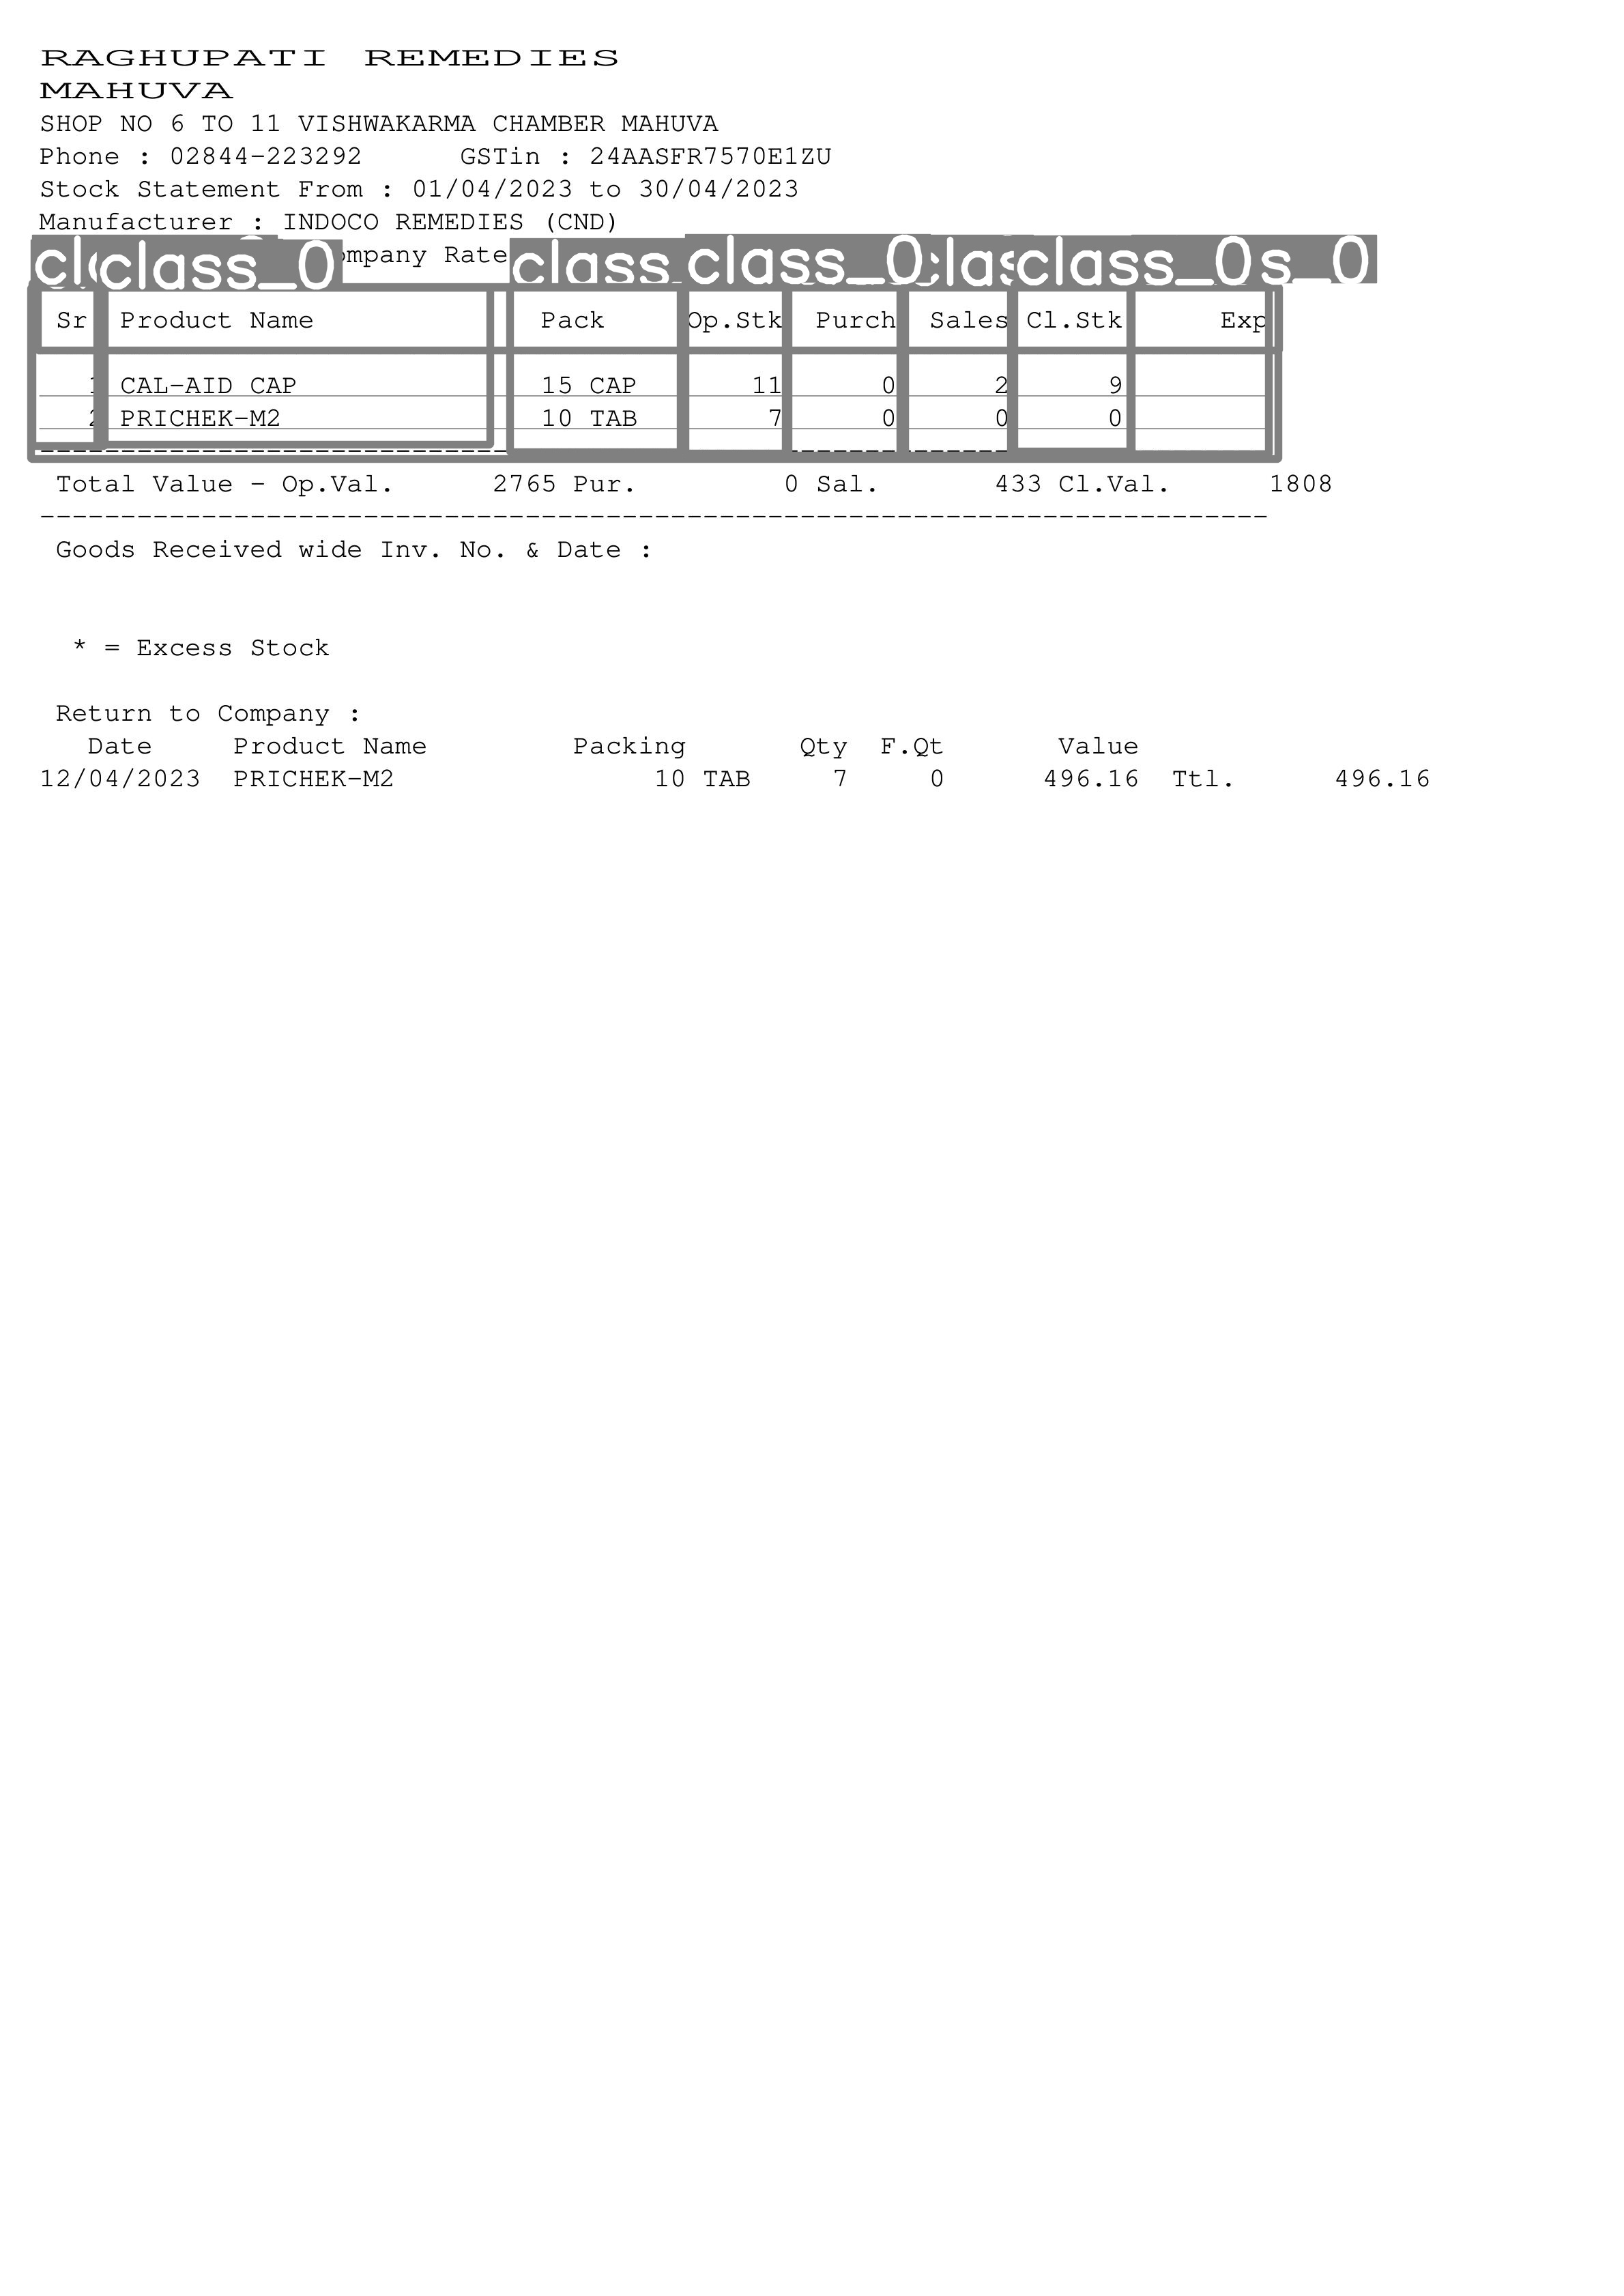 RAGHUPATI REMEDIES
MAHUVA
SHOP NO 6 TO 11 VISHWAKARMA CHAMBER MAHUVA
Phone : 02844-223292 GSTin : 24AASFR7570E1ZU
Stock Statement From : 01/04/2023 to 30/04/2023
Manufacturer : INDOCO REMEDIES (CND)
class_0 Rate class_0 class_0
Sr Product Name Pack Op.Stk Purch Sales Cl.Stk Exp
1 CAL-AID CAP 15 CAP 11 0 2 9
2 PRICHEK-M2 10 TAB 7 0 0 0
Total Value - Op.Val. 2765 Pur. 0 Sal. 433 Cl.Val. 1808
Goods Received wide Inv. No. & Date :
* = Excess Stock
Return to Company :
Date Product Name Packing Qty F.Qt Value
12/04/2023 PRICHEK-M2 10 TAB 7 0 496.16 Ttl. 496.16